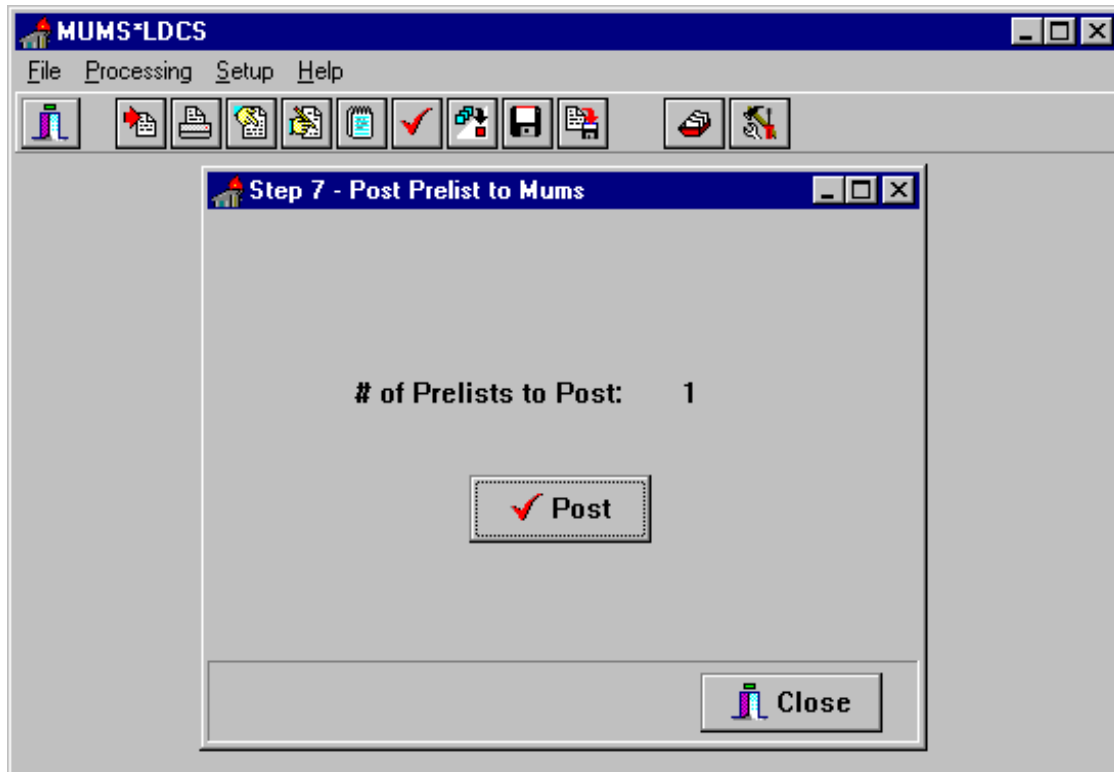 MUMS*LDCS
File Processing Setup Help
Step 7 - Post Prelist to Mums
# of Prelists to Post: 1
Post
Close